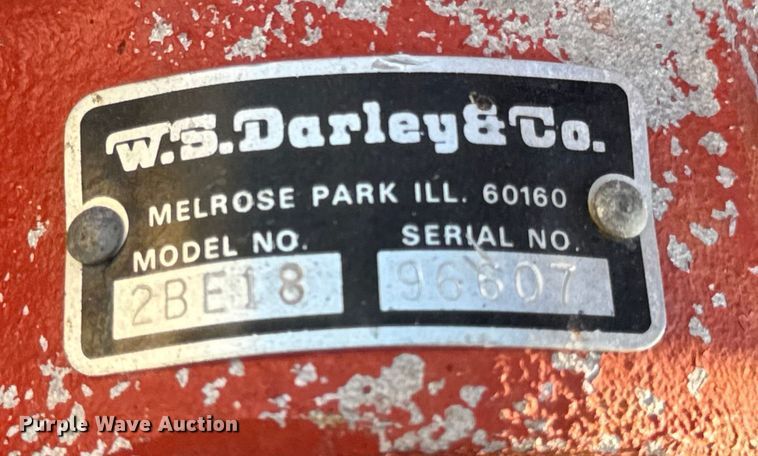 W.S. Darley & Co.
MELROSE PARK ILL. 60160
MODEL NO. SERIAL NO.
2BE18 96607
Purple Wave Auction